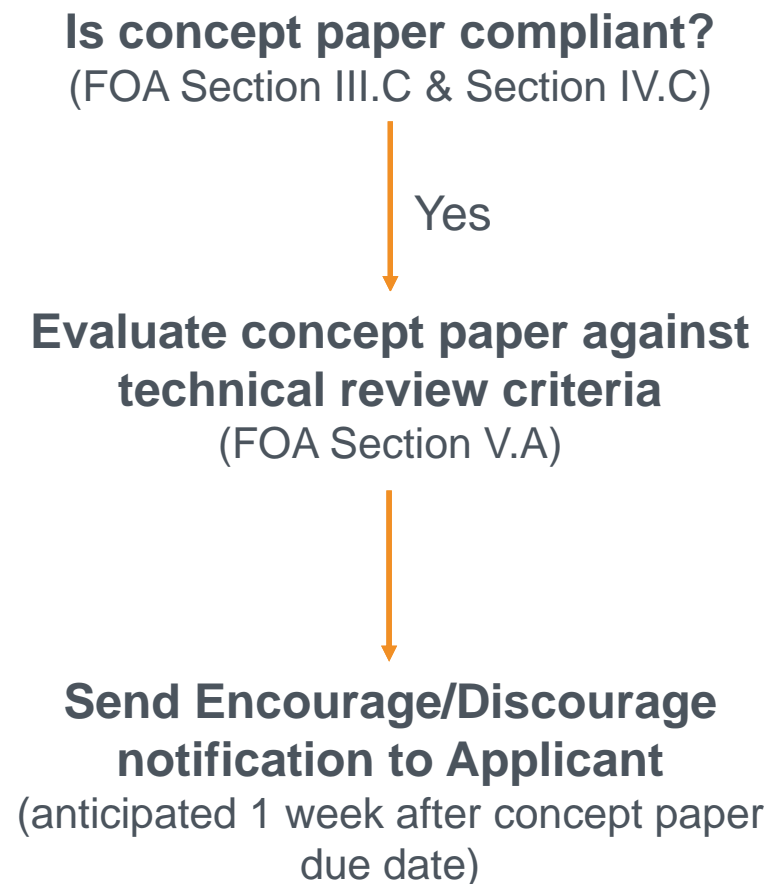 Is concept paper compliant?
(FOA Section III.C & Section IV.C)
Yes
Evaluate concept paper against
technical review criteria
(FOA Section V.A)
Send Encourage/Discourage
notification to Applicant
(anticipated 1 week after concept paper
due date)